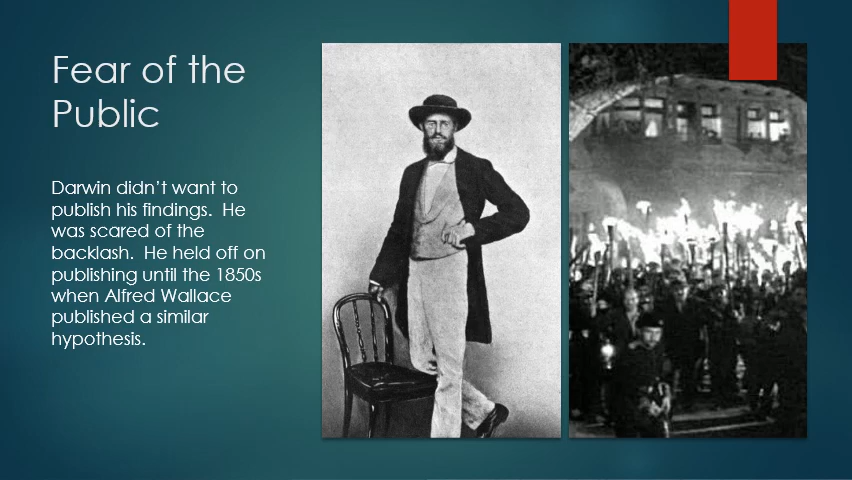 Fear of the
Public
Darwin didn’t want to
publish his findings.  He
was scared of the
backlash.  He held off on
publishing until the 1850s
when Alfred Wallace
published a similar
hypothesis.